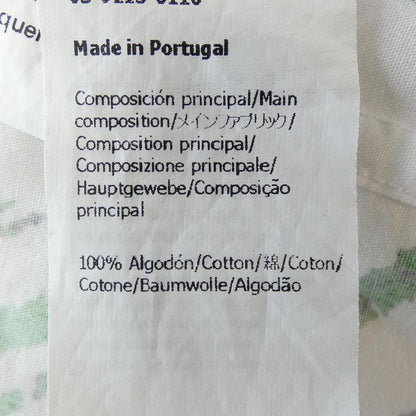 quer
Made in Portugal
Composición principal/Main
composition/メインファブリック/
Composition principal/
Composizione principale/
Hauptgewebe/Composição
principal
100% Algodón/Cotton/綿/Coton/
Cotone/Baumwolle/Algodão